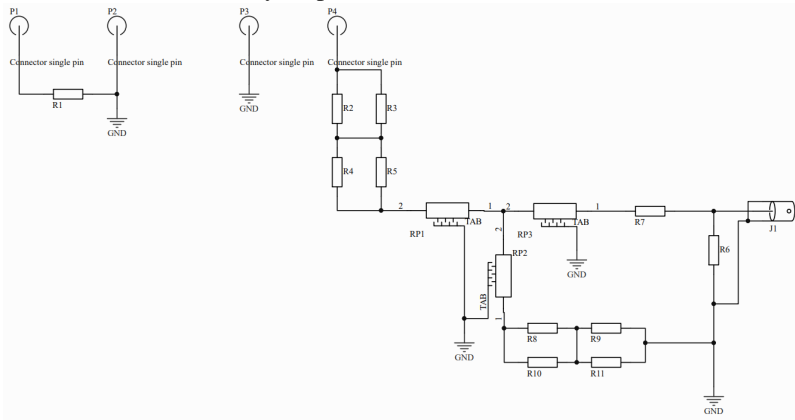 P1 P2 P3 P4
Connector single pin Connector single pin Connector single pin Connector single pin
R1
GND
GND
R2 R3
R4 R5
2 1 2 1
TAB TAB
RP1 RP3 R7 J1
2
RP2 R6
GND
TAB
1
GND
R8 R9
R10 R11
GND